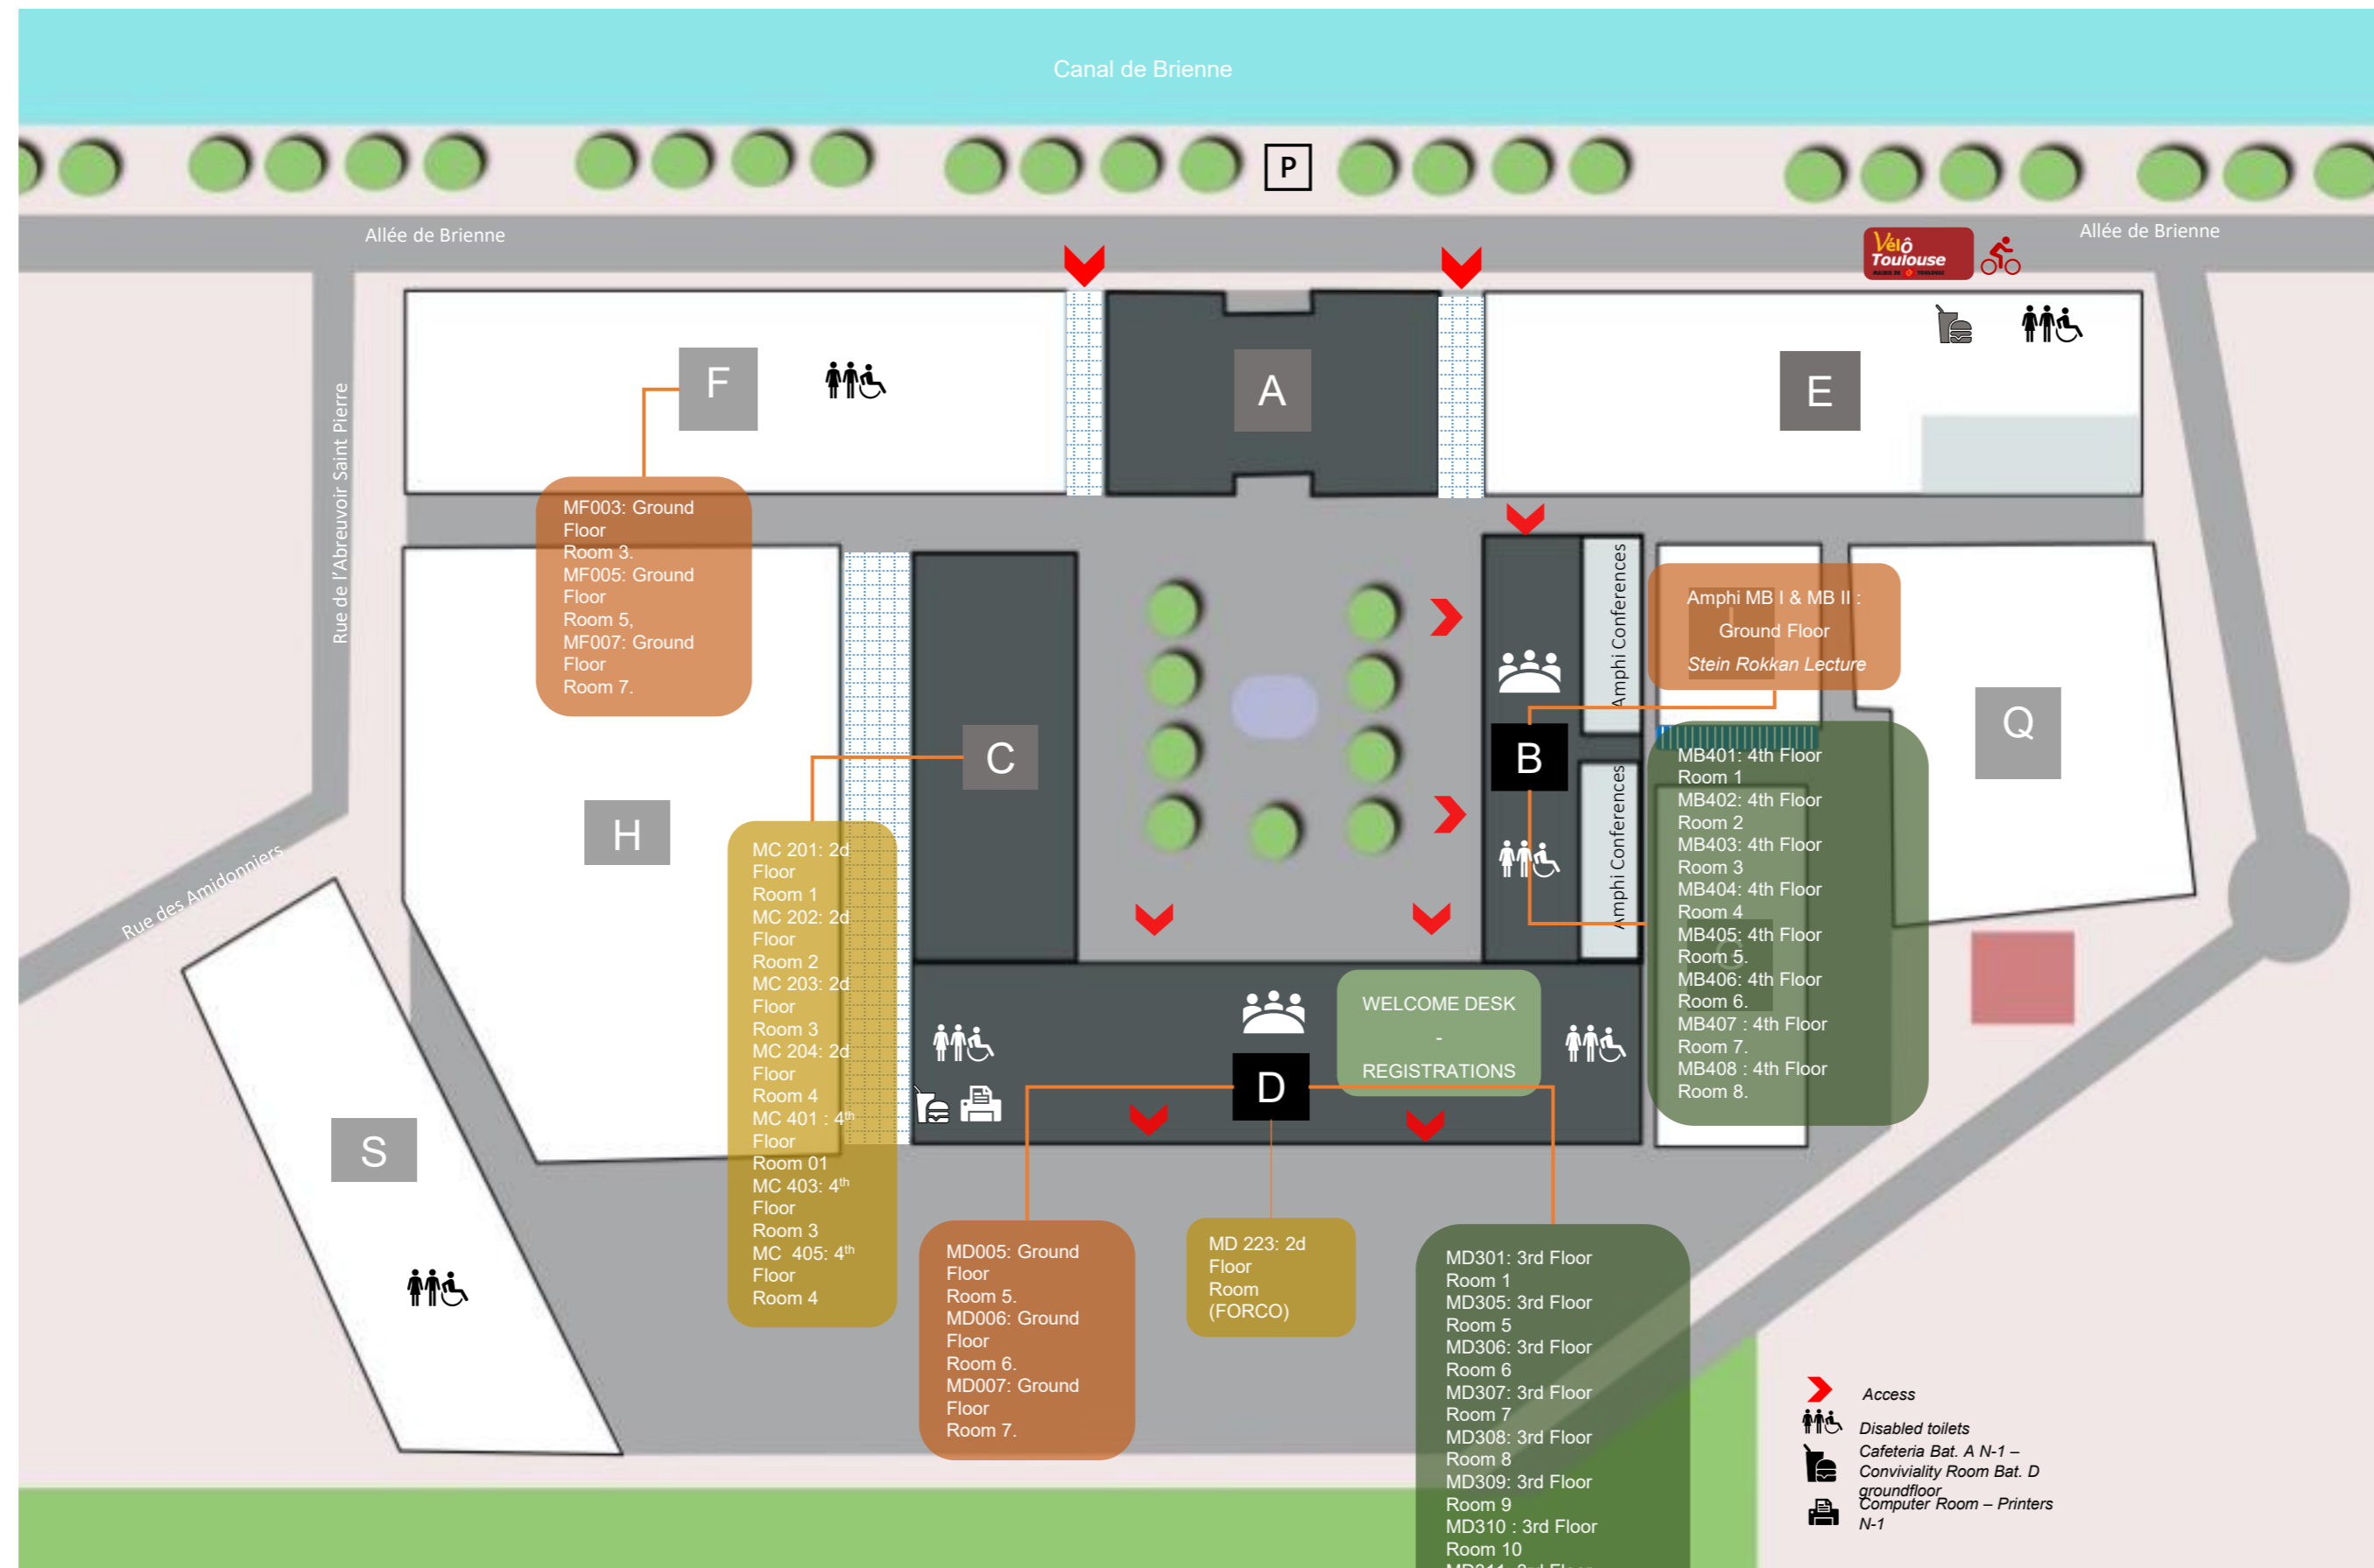 Canal de Brienne
P
Allée de Brienne
Allée de Brienne
Vélô
Toulouse
F
A
E
Rue de l'Abreuvoir Saint Pierre
MF003: Ground
Floor
Room 3.
MF005: Ground
Floor
Room 5,
MF007: Ground
Floor
Room 7.
Amphi Conferences
Amphi MB I & MB II :
Ground Floor
Stein Rokkan Lecture
Q
C
B
H
MB401: 4th Floor
Room 1
MB402: 4th Floor
Room 2
MB403: 4th Floor
Room 3
MB404: 4th Floor
Room 4
MB405: 4th Floor
Room 5.
MB406: 4th Floor
Room 6.
MB407 : 4th Floor
Room 7.
MB408 : 4th Floor
Room 8.
Amphi Conferences
Rue des Amidonniers
MC 201: 2d
Floor
Room 1
MC 202: 2d
Floor
Room 2
MC 203: 2d
Floor
Room 3
MC 204: 2d
Floor
Room 4
MC 401 : 4th
Floor
Room 01
MC 403: 4th
Floor
Room 3
MC 405: 4th
Floor
Room 4
WELCOME DESK
-
REGISTRATIONS
D
S
MD005: Ground
Floor
Room 5.
MD006: Ground
Floor
Room 6.
MD007: Ground
Floor
Room 7.
MD 223: 2d
Floor
Room
(FORCO)
MD301: 3rd Floor
Room 1
MD305: 3rd Floor
Room 5
MD306: 3rd Floor
Room 6
MD307: 3rd Floor
Room 7
MD308: 3rd Floor
Room 8
MD309: 3rd Floor
Room 9
MD310 : 3rd Floor
Room 10
MD311: 3rd Floor
Access
Disabled toilets
Cafeteria Bat. A N-1 –
Conviviality Room Bat. D
groundfloor
Computer Room – Printers
N-1